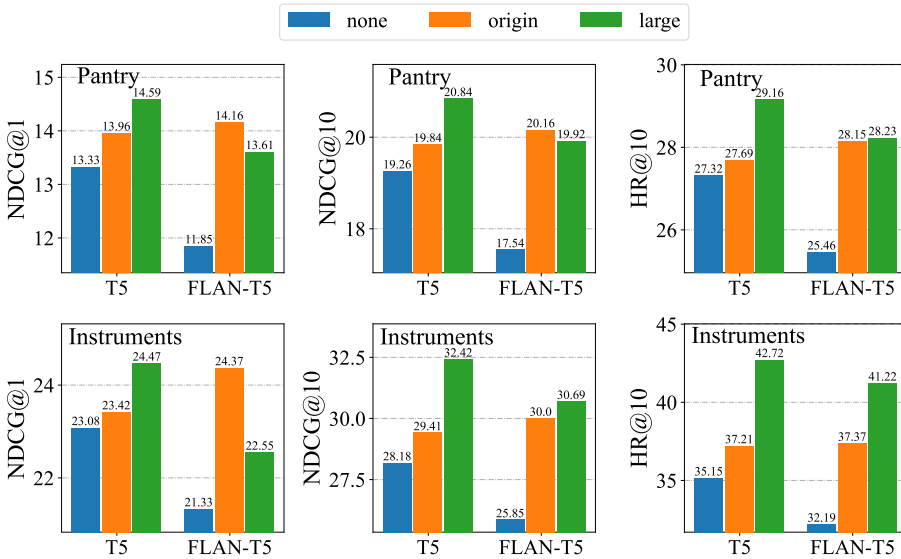 none origin large
Pantry
NDCG@1
15
14
13
12
13.33
13.96
14.59
11.85
14.16
13.61
T5 FLAN-T5
Pantry
NDCG@10
20
18
19.26
19.84
20.84
17.54
20.16
19.92
T5 FLAN-T5
Pantry
HR@10
30
28
26
27.32
27.69
29.16
25.46
28.15
28.23
T5 FLAN-T5
Instruments
NDCG@1
24
22
23.08
23.42
24.47
21.33
24.37
22.55
T5 FLAN-T5
Instruments
NDCG@10
32.5
30.0
27.5
28.18
29.41
32.42
25.85
30.0
30.69
T5 FLAN-T5
Instruments
HR@10
45
40
35
35.15
37.21
42.72
32.19
37.37
41.22
T5 FLAN-T5